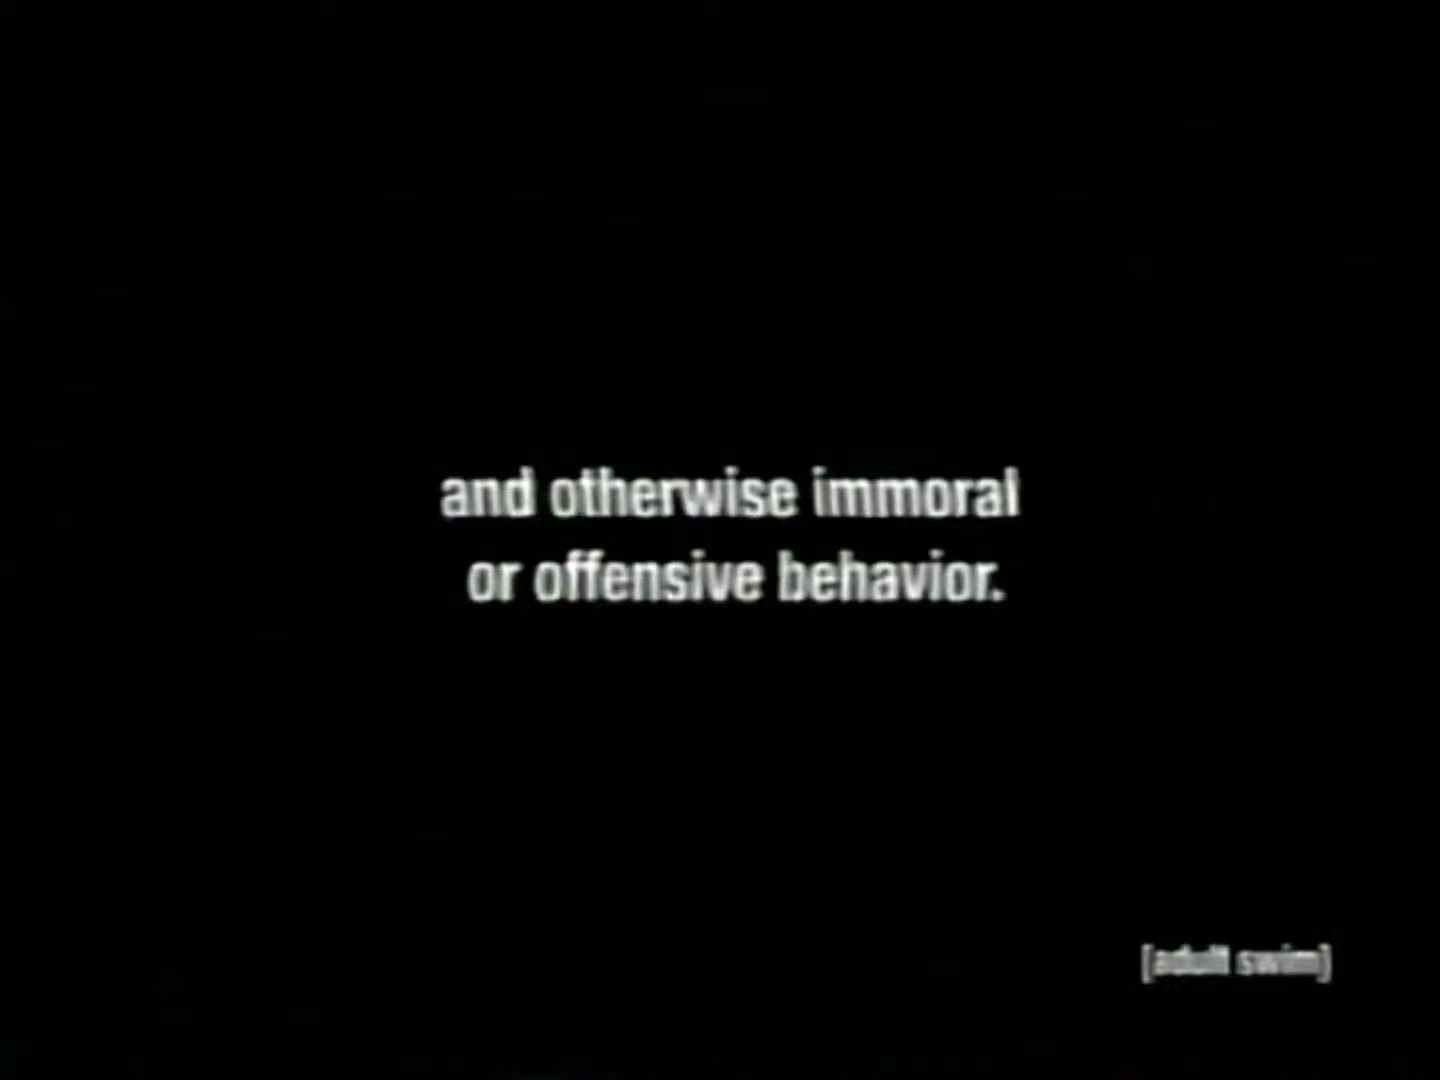 and otherwise immoral
or offensive behavior.
[adult swim]